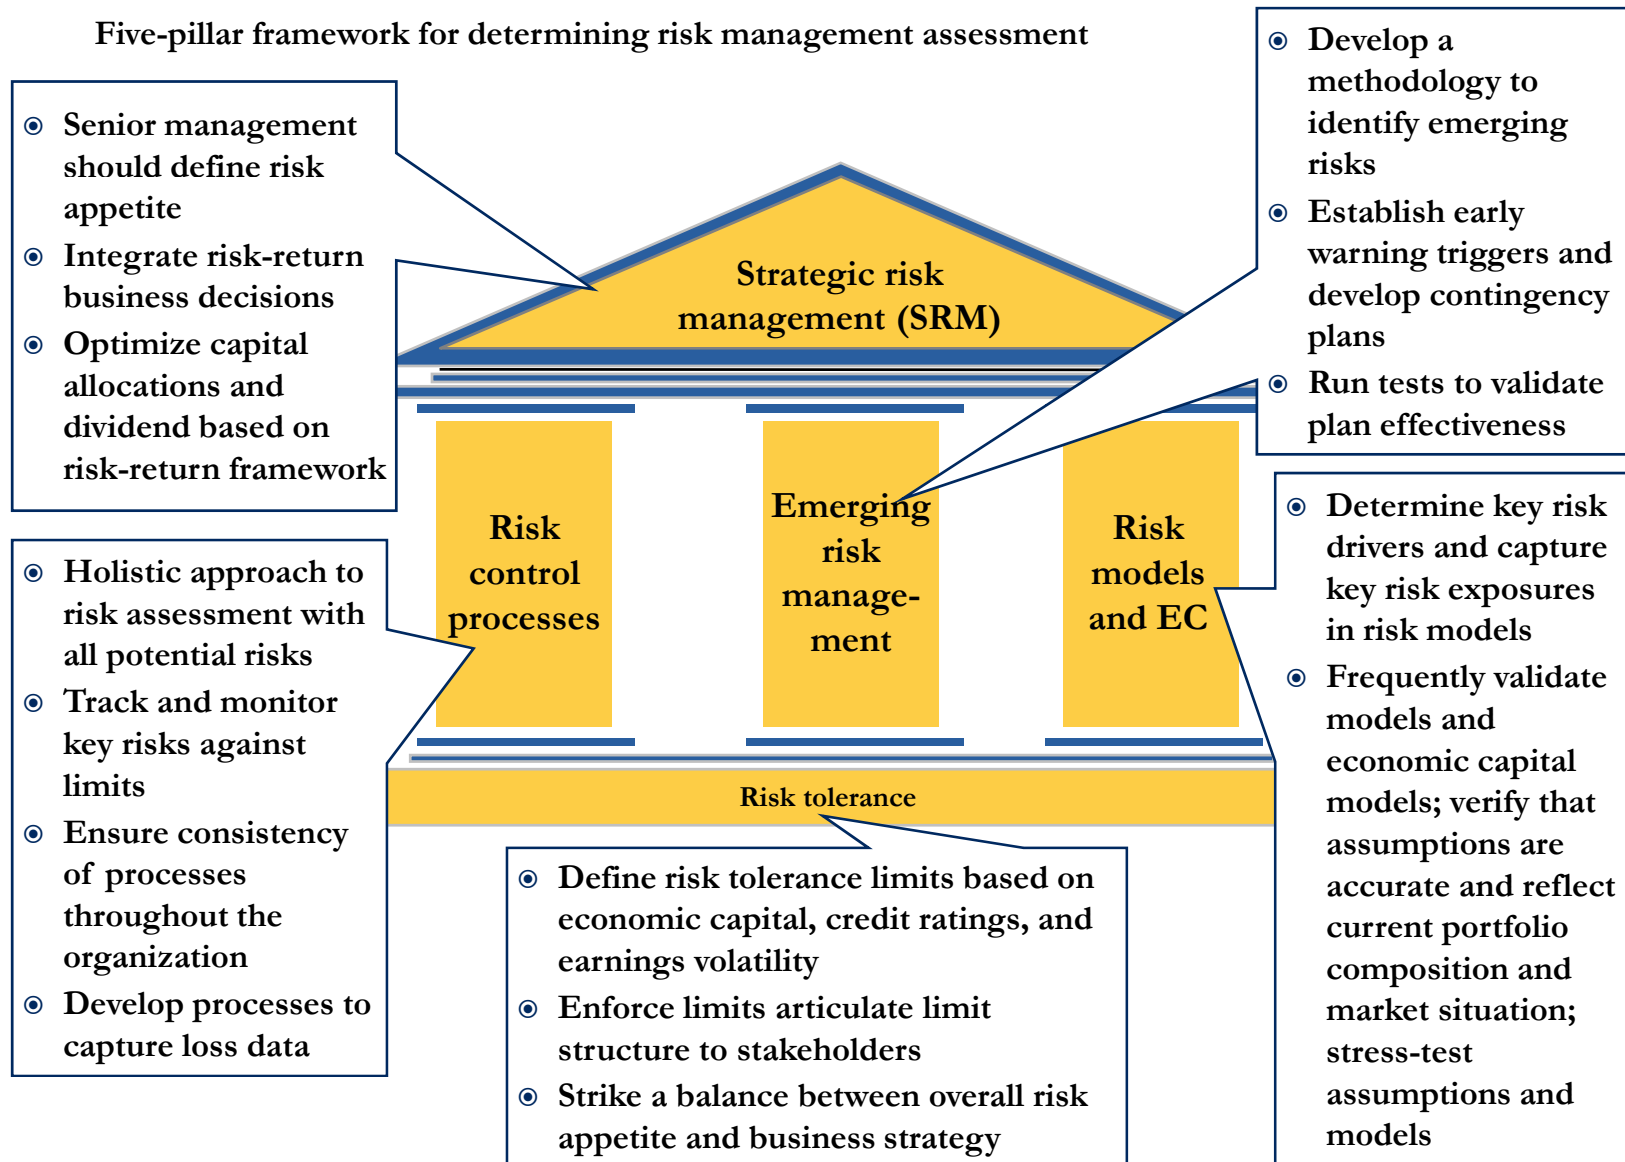 Five-pillar framework for determining risk management assessment
Senior management
should define risk
appetite
Integrate risk-return
business decisions
Optimize capital
allocations and
dividend based on
risk-return framework
Strategic risk
management (SRM)
Develop a
methodology to
identify emerging
risks
Establish early
warning triggers and
develop contingency
plans
Run tests to validate
plan effectiveness
Risk
control
processes
Emerging
risk
manage-
ment
Risk
models
and EC
Holistic approach to
risk assessment with
all potential risks
Track and monitor
key risks against
limits
Ensure consistency
of processes
throughout the
organization
Develop processes to
capture loss data
Determine key risk
drivers and capture
key risk exposures
in risk models
Frequently validate
models and
economic capital
models; verify that
assumptions are
accurate and reflect
current portfolio
composition and
market situation;
stress-test
assumptions and
models
Risk tolerance
Define risk tolerance limits based on
economic capital, credit ratings, and
earnings volatility
Enforce limits articulate limit
structure to stakeholders
Strike a balance between overall risk
appetite and business strategy